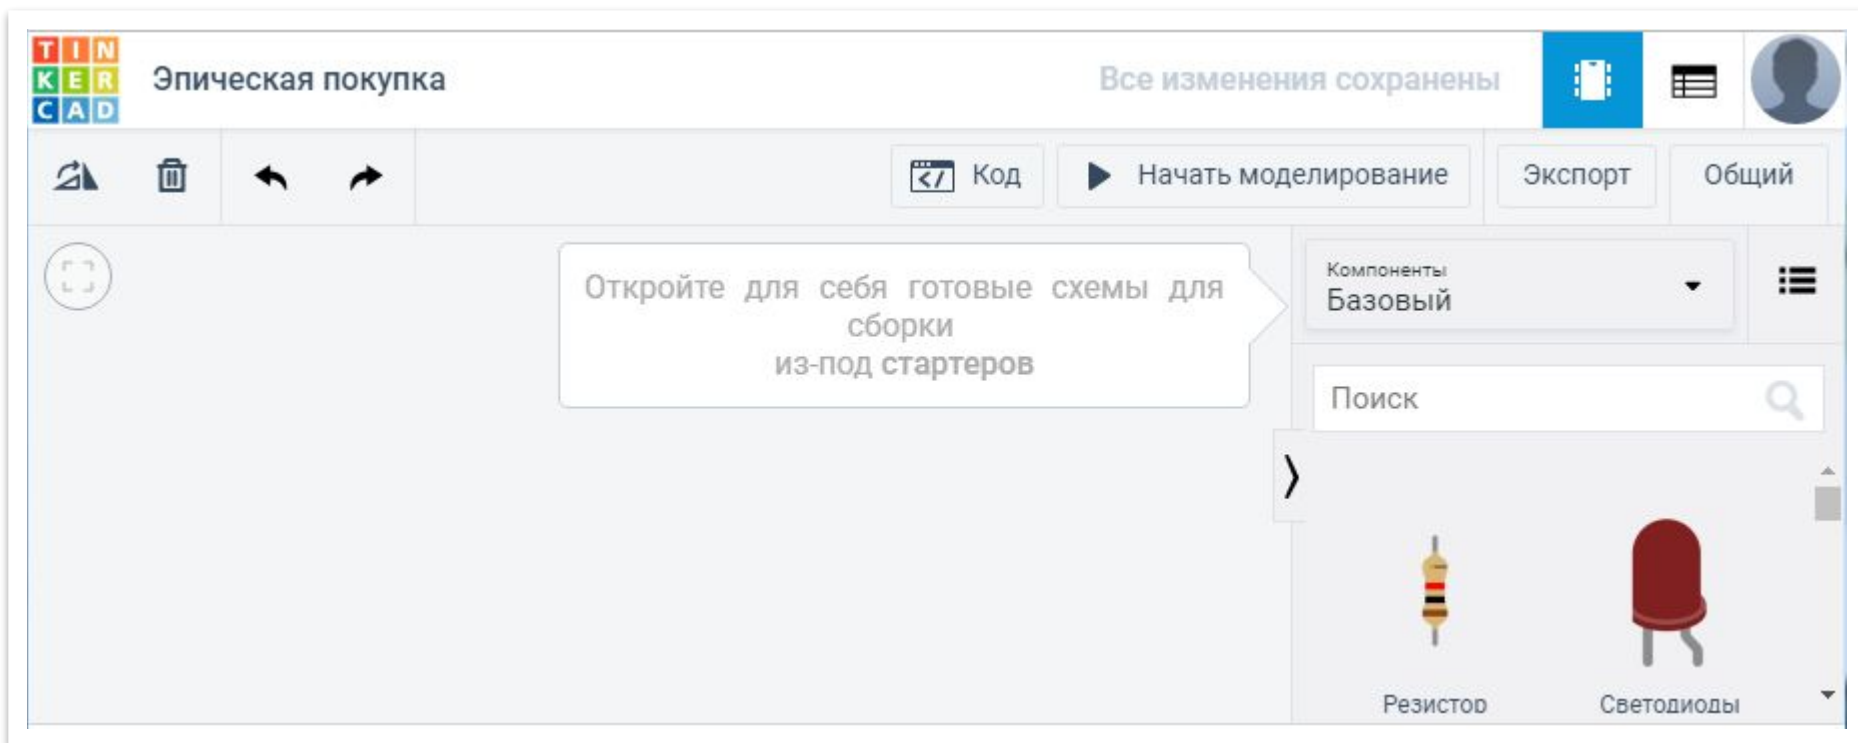 TIN
KER
CAD
Эпическая покупка
Все изменения сохранены
Код
Начать моделирование
Экспорт
Общий
Откройте для себя готовые схемы для
сборки
из-под стартеров
Компоненты
Базовый
Поиск
Резистор
Светодиоды